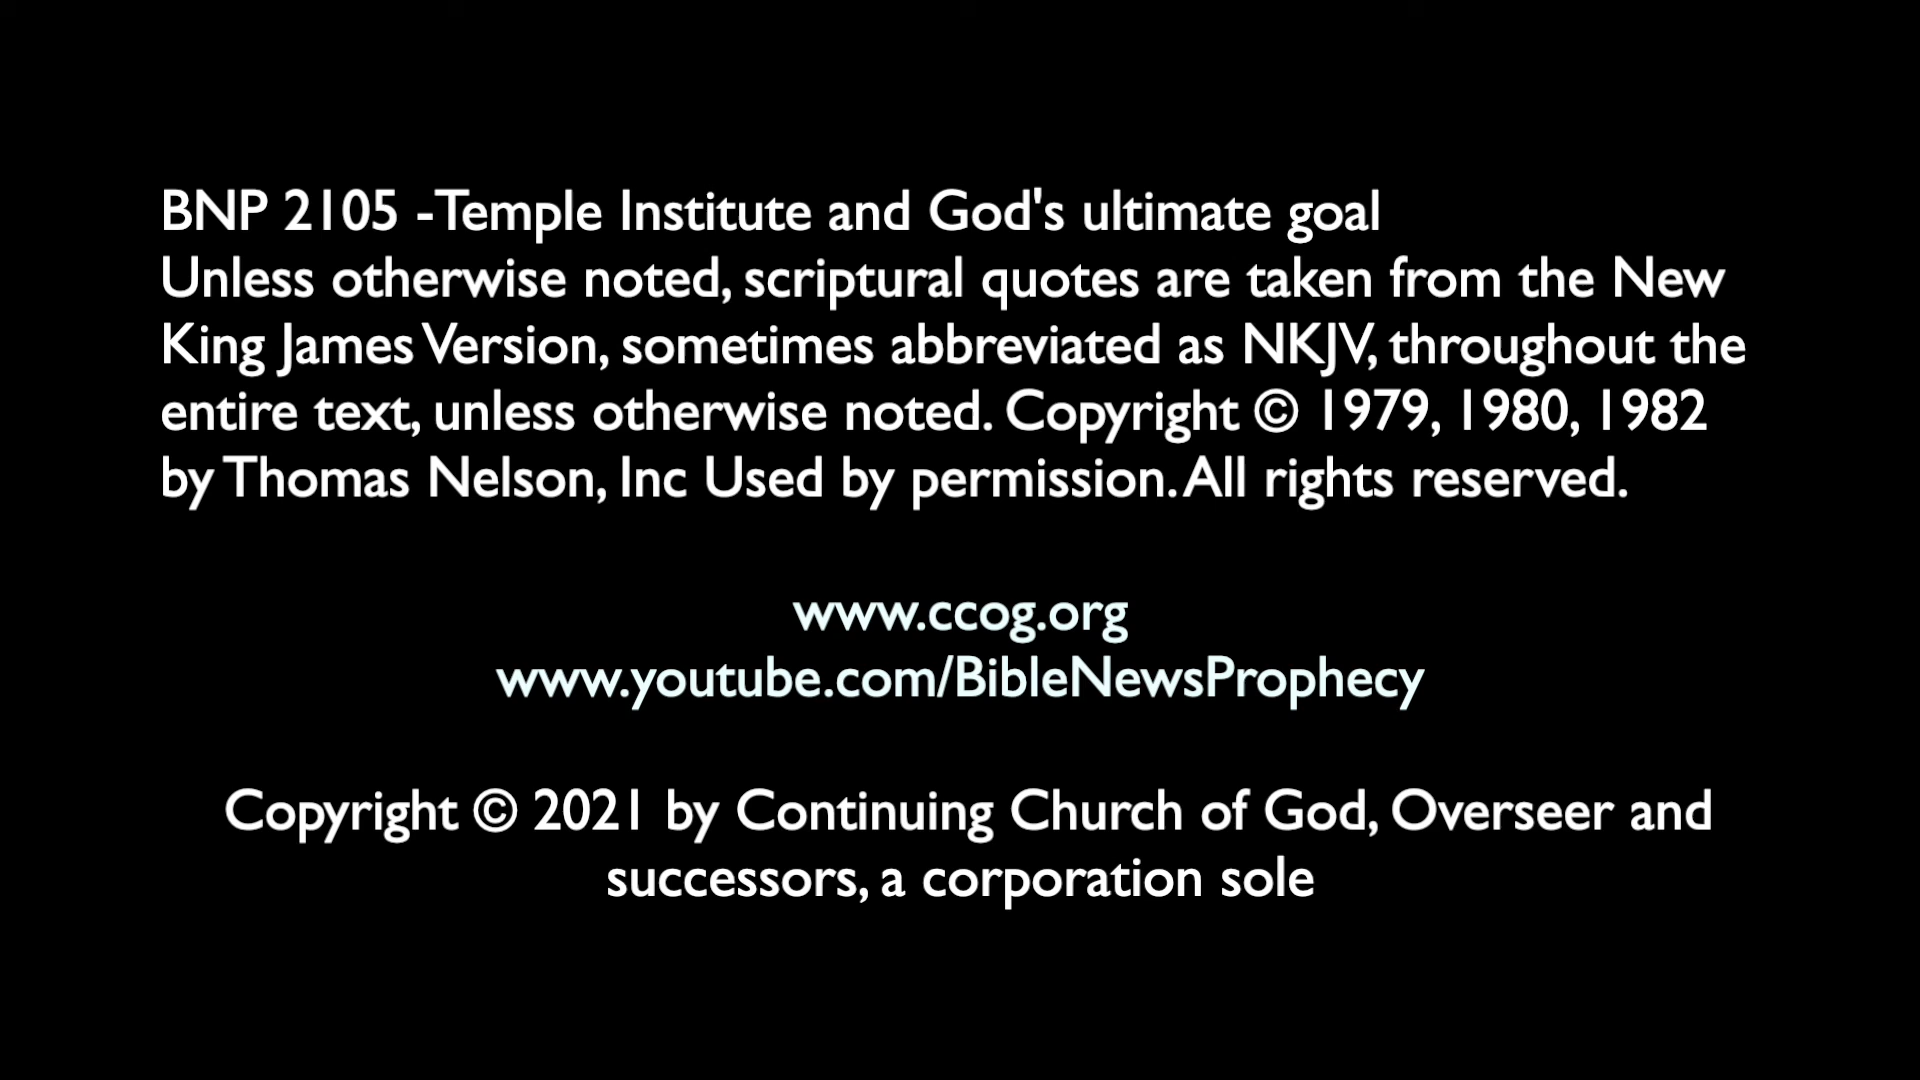 BNP 2105 -Temple Institute and God's ultimate goal
Unless otherwise noted, scriptural quotes are taken from the New
King James Version, sometimes abbreviated as NKJV, throughout the
entire text, unless otherwise noted. Copyright © 1979, 1980, 1982
by Thomas Nelson, Inc Used by permission. All rights reserved.
www.ccog.org
www.youtube.com/BibleNewsProphecy
Copyright © 2021 by Continuing Church of God, Overseer and
successors, a corporation sole